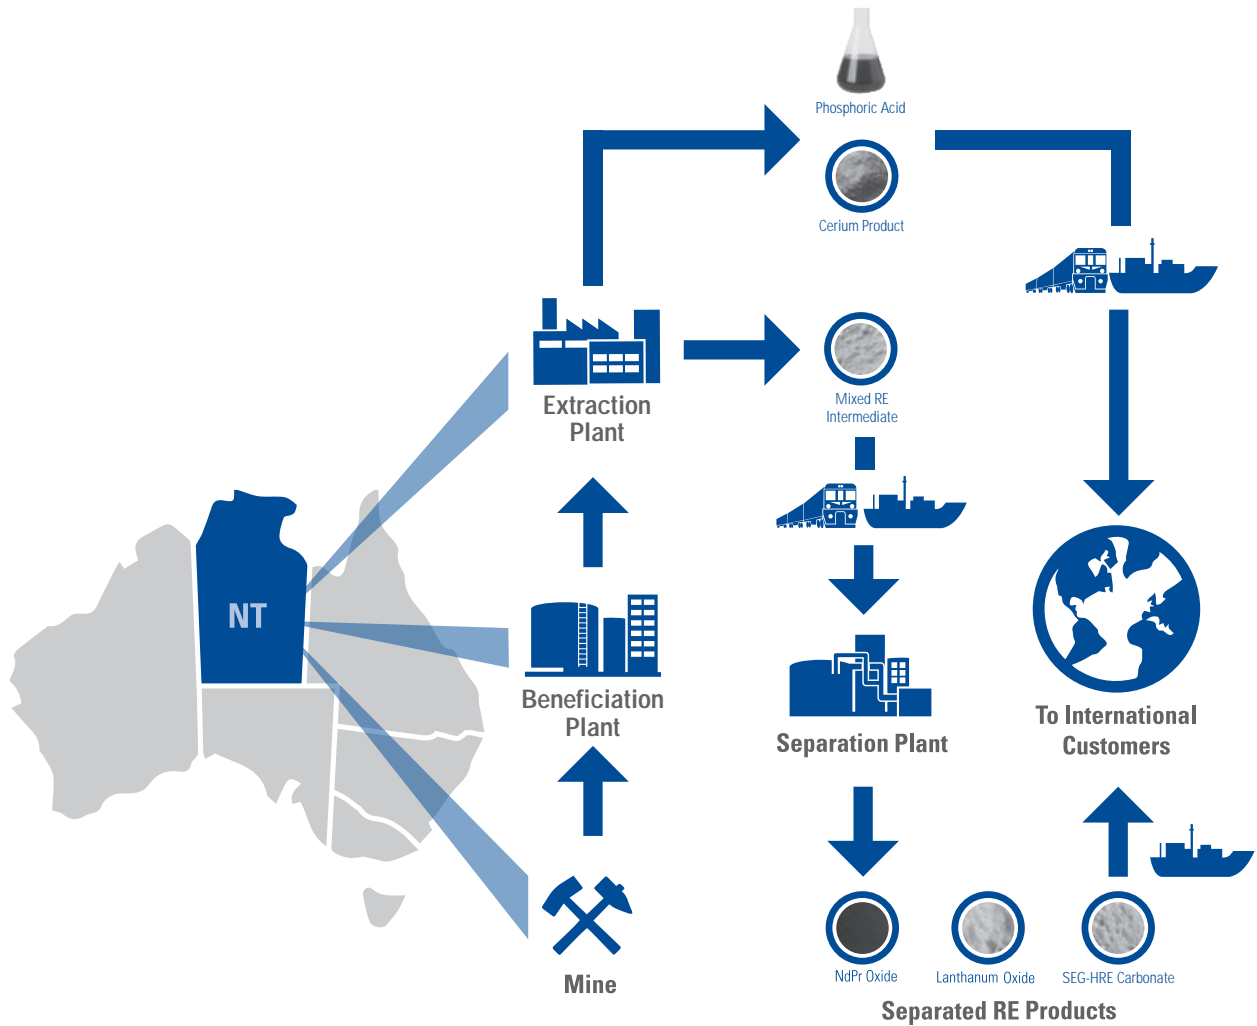 Phosphoric Acid
Cerium Product
Extraction
Plant
Mixed RE
Intermediate
NT
Beneficiation
Plant
Separation Plant
To International
Customers
Mine
NdPr Oxide
Lanthanum Oxide
SEG-HRE Carbonate
Separated RE Products